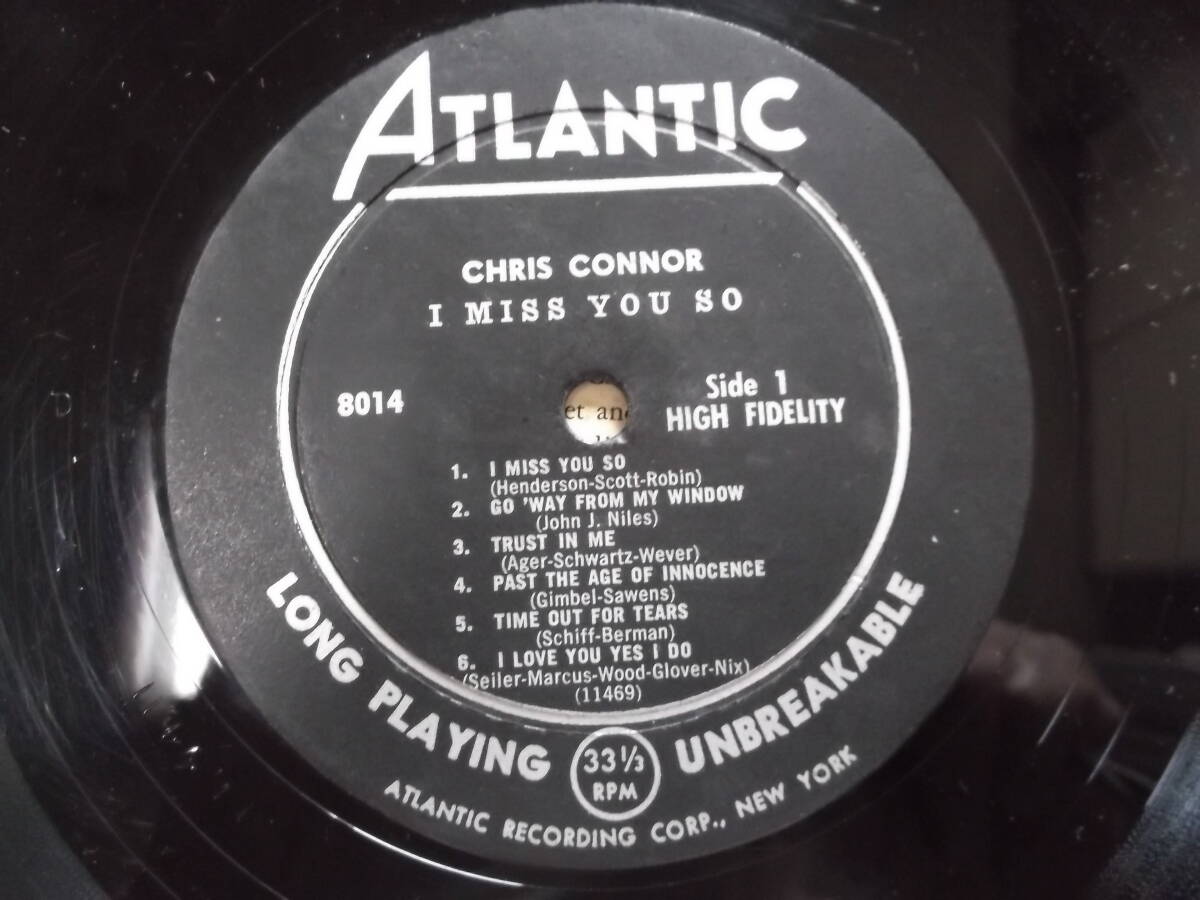 ATLANTIC
CHRIS CONNOR
I MISS YOU SO
8014
Side 1
HIGH FIDELITY
et and
1. I MISS YOU SO
(Henderson-Scott-Robin)
2. GO 'WAY FROM MY WINDOW
(John J. Niles)
3. TRUST IN ME
(Ager-Schwartz-Wever)
4. PAST THE AGE OF INNOCENCE
(Gimbel-Sawens)
5. TIME OUT FOR TEARS
(Schiff-Berman)
6. I LOVE YOU YES I DO
(Seiler-Marcus-Wood-Glover-Nix)
(11469)
LONG PLAYING
33⅓
RPM
UNBREAKABLE
ATLANTIC RECORDING CORP., NEW YORK